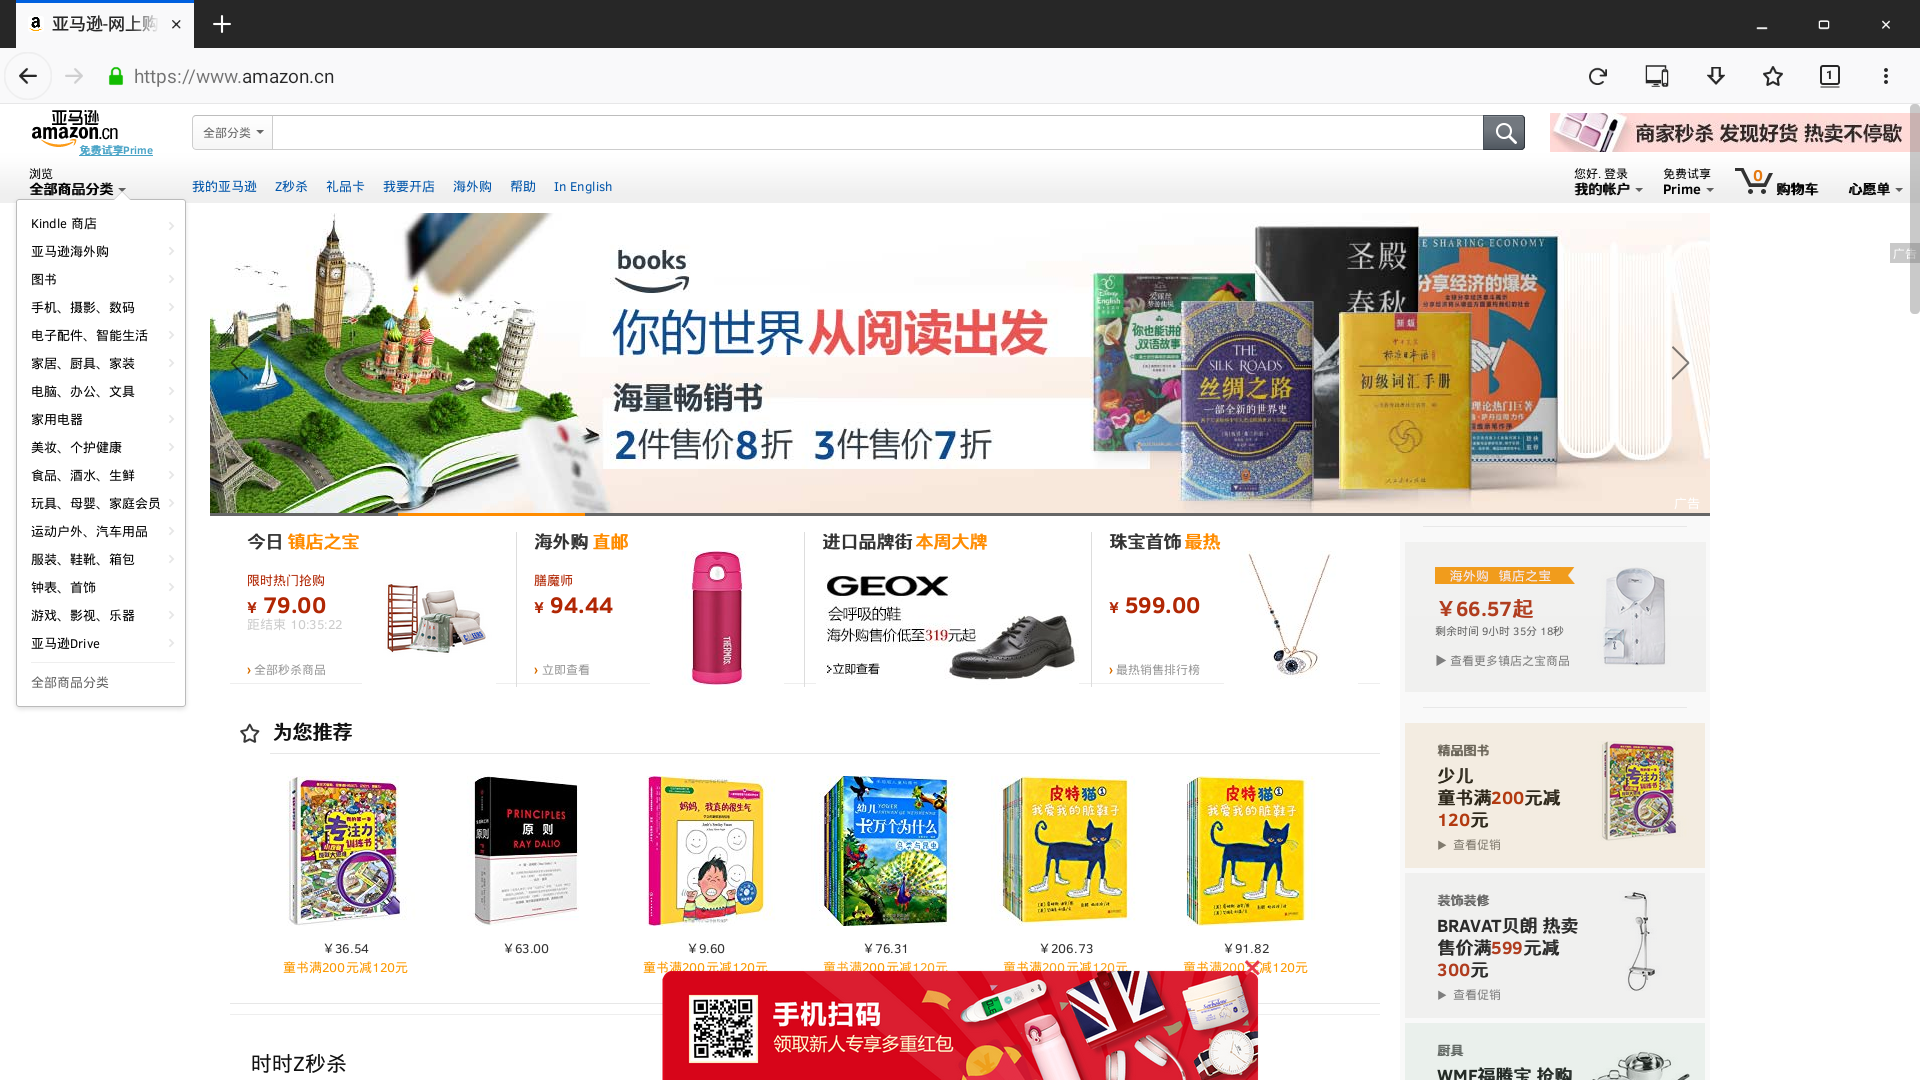 亚马逊-网上购
https://www.amazon.cn
1
亚马逊
amazon.cn
免费试享Prime
全部分类
商家秒杀 发现好货 热卖不停歇
浏览
全部商品分类
我的亚马逊
Z秒杀
礼品卡
我要开店
海外购
帮助
In English
您好. 登录
我的帐户
免费试享
Prime
0
购物车
心愿单
Kindle 商店
亚马逊海外购
图书
手机、摄影、数码
电子配件、智能生活
家居、厨具、家装
电脑、办公、文具
家用电器
美妆、个护健康
食品、酒水、生鲜
玩具、母婴、家庭会员
运动户外、汽车用品
服装、鞋靴、箱包
钟表、首饰
游戏、影视、乐器
亚马逊Drive
全部商品分类
广告
books
你的世界从阅读出发
海量畅销书
2件售价8折 3件售价7折
圣殿
春秋
THE SHARING ECONOMY
分享经济的爆发
THE
SILK ROADS
丝绸之路
一部全新的世界史
新版
初级词汇手册
你也能讲的
双语故事
广告
今日 镇店之宝
限时热门抢购
¥ 79.00
距结束 10:35:22
› 全部秒杀商品
海外购 直邮
膳魔师
¥ 94.44
› 立即查看
THERMOS
进口品牌街 本周大牌
GEOX
会呼吸的鞋
海外购售价低至319元起
›立即查看
珠宝首饰 最热
¥ 599.00
› 最热销售排行榜
海外购 镇店之宝
¥66.57起
剩余时间 9小时 35分 18秒
▶ 查看更多镇店之宝商品
为您推荐
专注力
训练书
PRINCIPLES
原 则
RAY DALIO
妈妈，我真的很生气
幼儿
十万个为什么
皮特猫①
我爱我的脏鞋子
皮特猫①
我爱我的脏鞋子
¥36.54
童书满200元减120元
¥63.00
¥9.60
童书满200元减120元
¥76.31
童书满200元减120元
¥206.73
童书满200元减120元
¥91.82
童书满200元减120元
精品图书
少儿
童书满200元减
120元
▶ 查看促销
装饰装修
BRAVAT贝朗 热卖
售价满599元减
300元
▶ 查看促销
厨具
WMF福腾宝 抢购
手机扫码
领取新人专享多重红包
时时Z秒杀